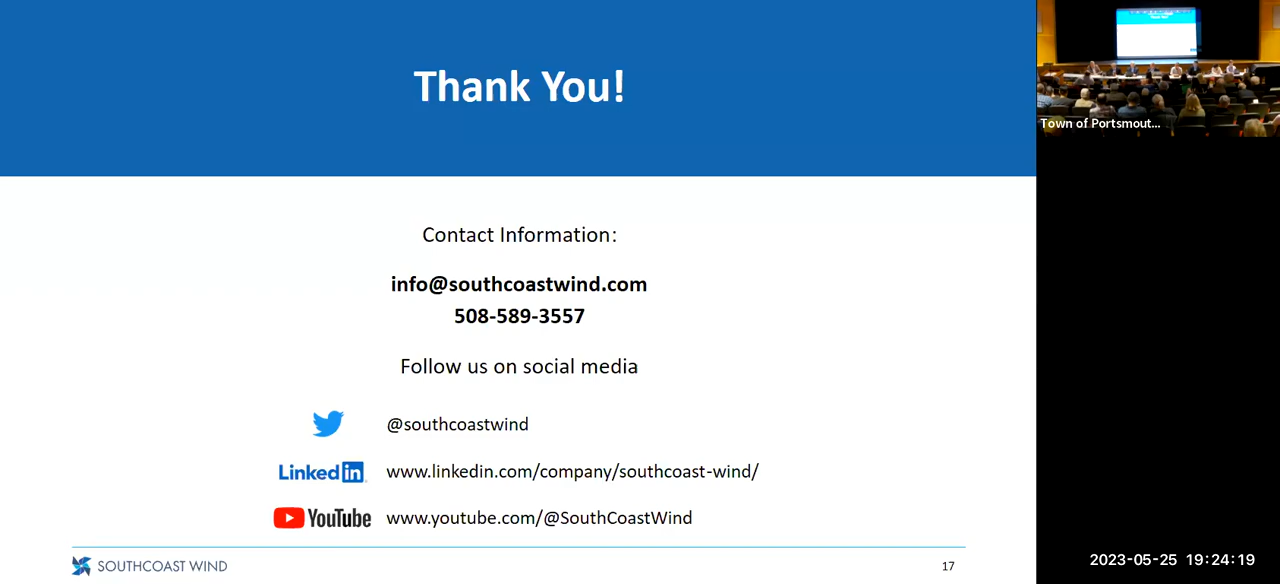 Thank You!
Contact Information:
info@southcoastwind.com
508-589-3557
Follow us on social media
@southcoastwind
Linked in
www.linkedin.com/company/southcoast-wind/
YouTube
www.youtube.com/@SouthCoastWind
SOUTHCOAST WIND
17
Town of Portsmout...
2023-05-25 19:24:19